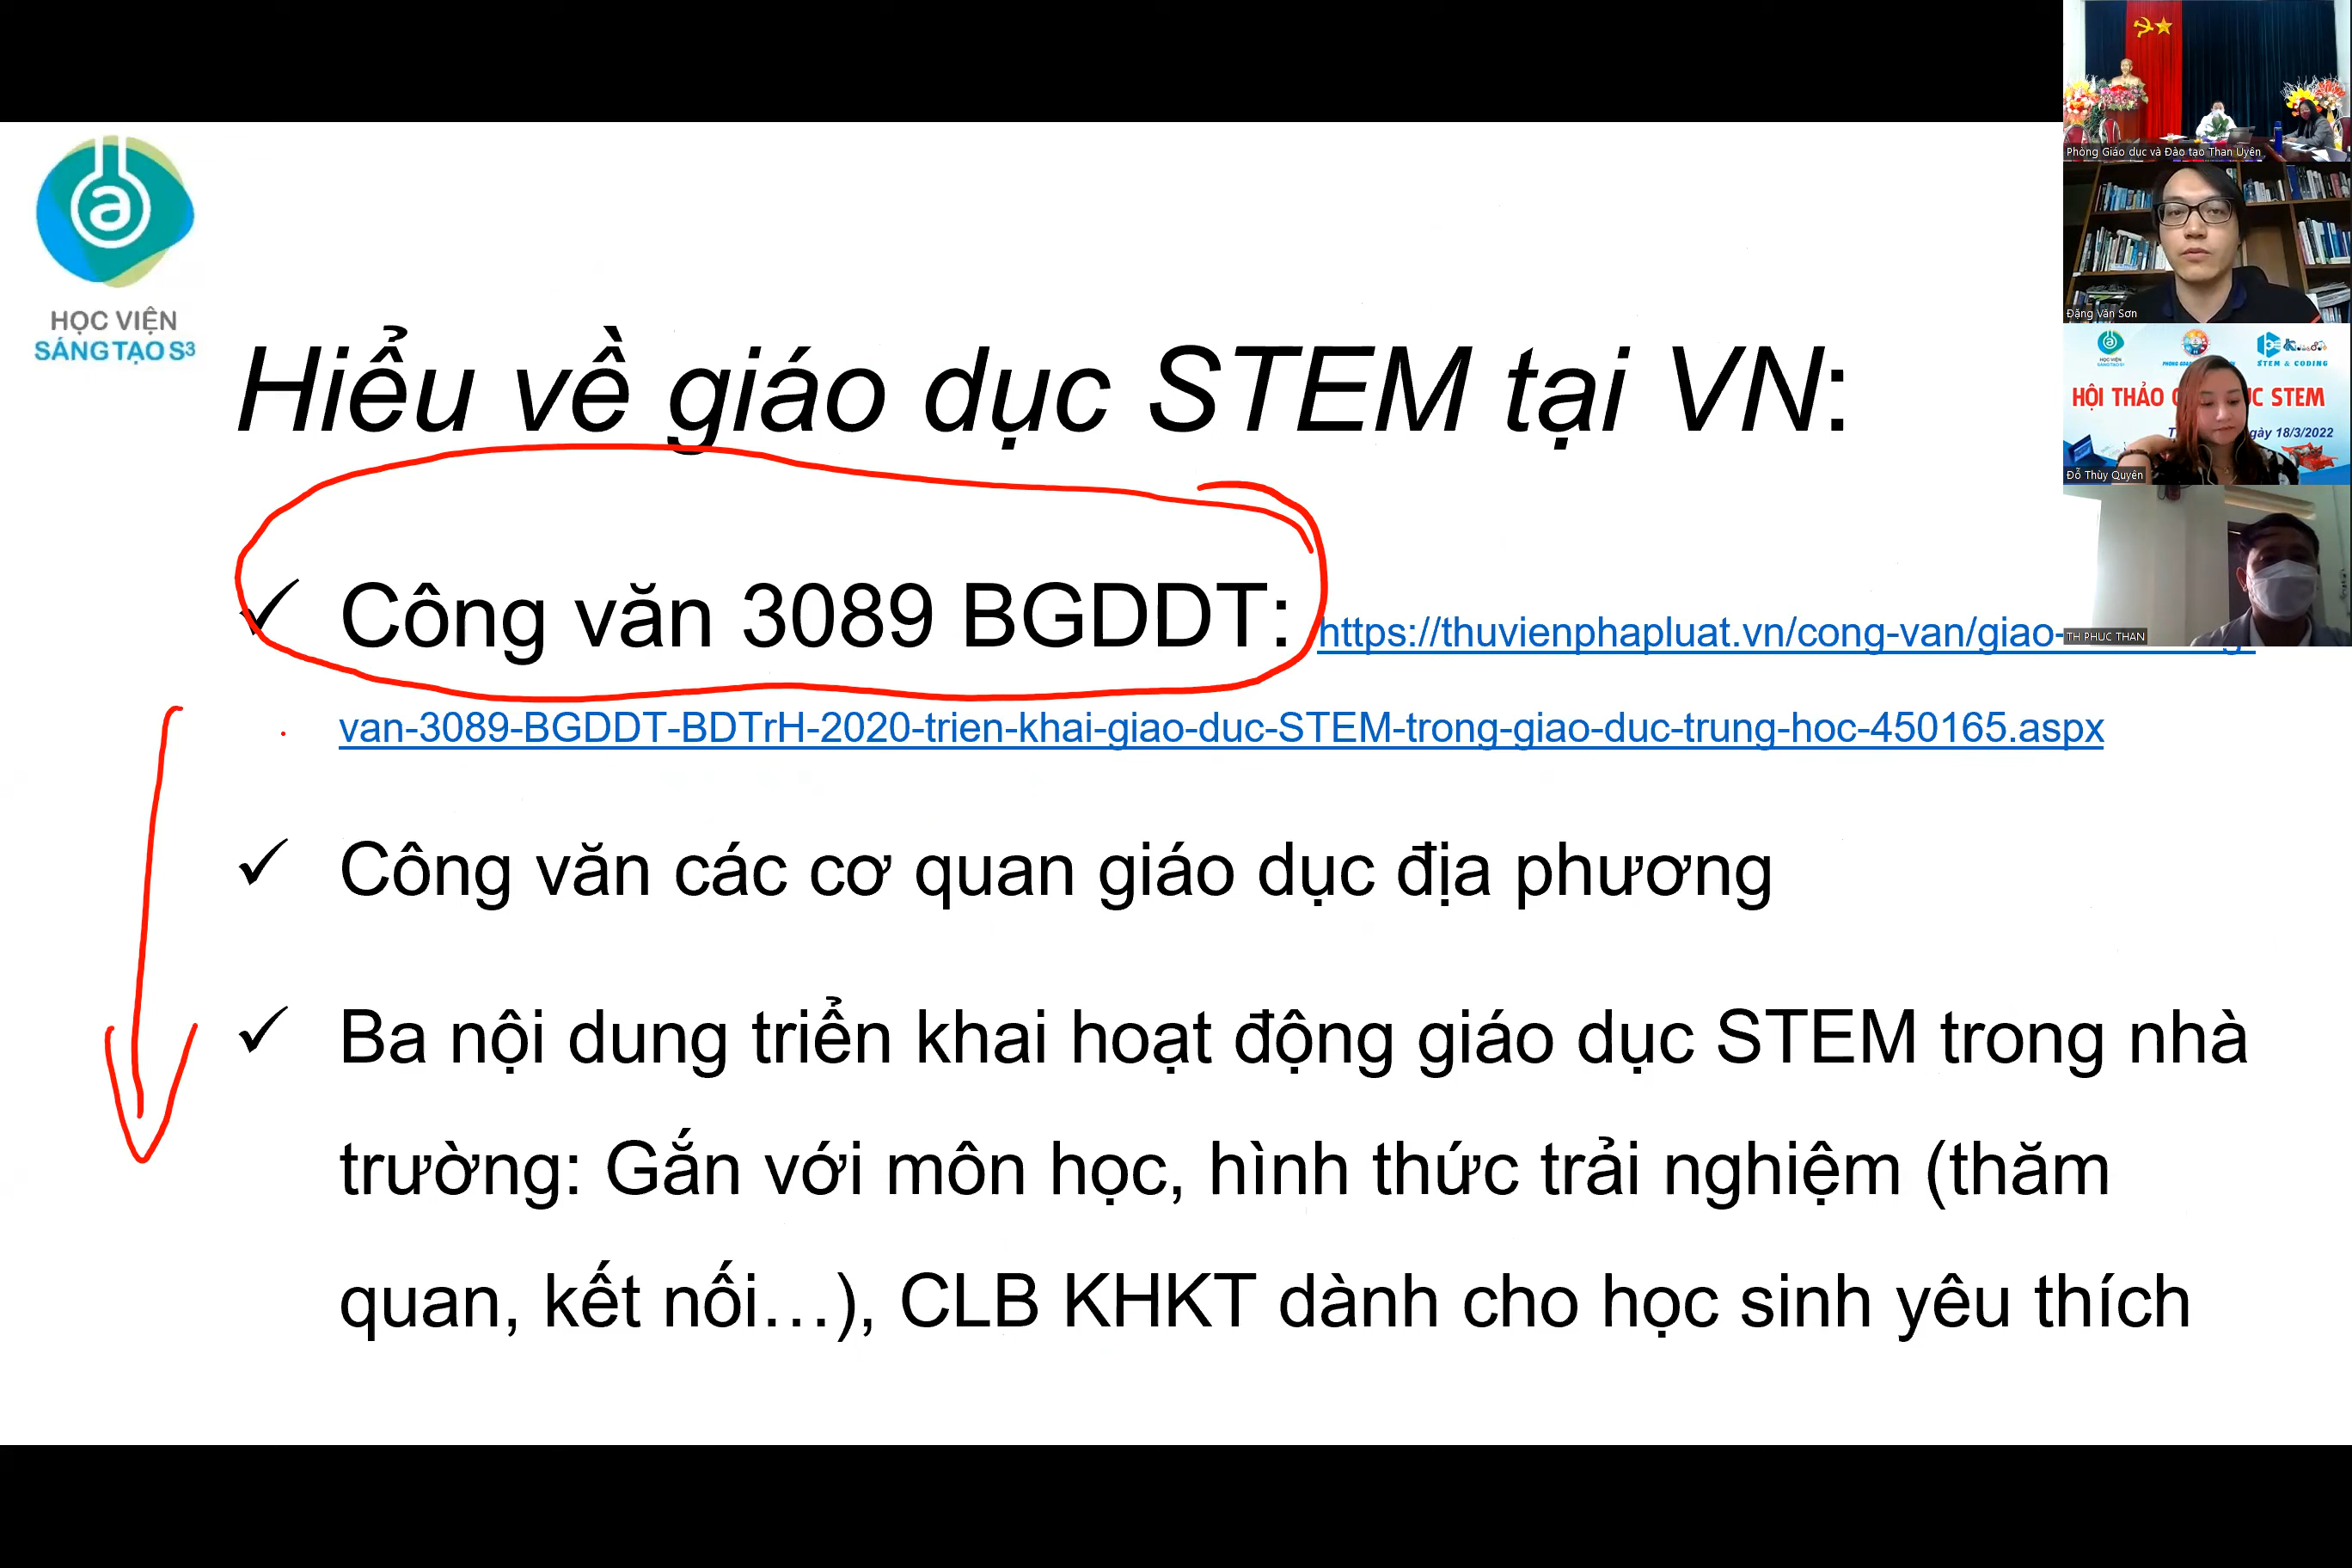 HỌC VIỆN
SÁNG TẠO S3
Hiểu về giáo dục STEM tại VN:
✓ Công văn 3089 BGDDT: https://thuvienphapluat.vn/cong-van/giao-
van-3089-BGDDT-BDTrH-2020-trien-khai-giao-duc-STEM-trong-giao-duc-trung-hoc-450165.aspx
✓ Công văn các cơ quan giáo dục địa phương
✓ Ba nội dung triển khai hoạt động giáo dục STEM trong nhà
trường: Gắn với môn học, hình thức trải nghiệm (thăm
quan, kết nối…), CLB KHKT dành cho học sinh yêu thích
Phòng Giáo dục và Đào tạo Than Uyên
Đặng Văn Sơn
STEM & CODING
HỘI THẢO STEM
18/3/2022
Đỗ Thùy Quyên
TH PHUC THAN